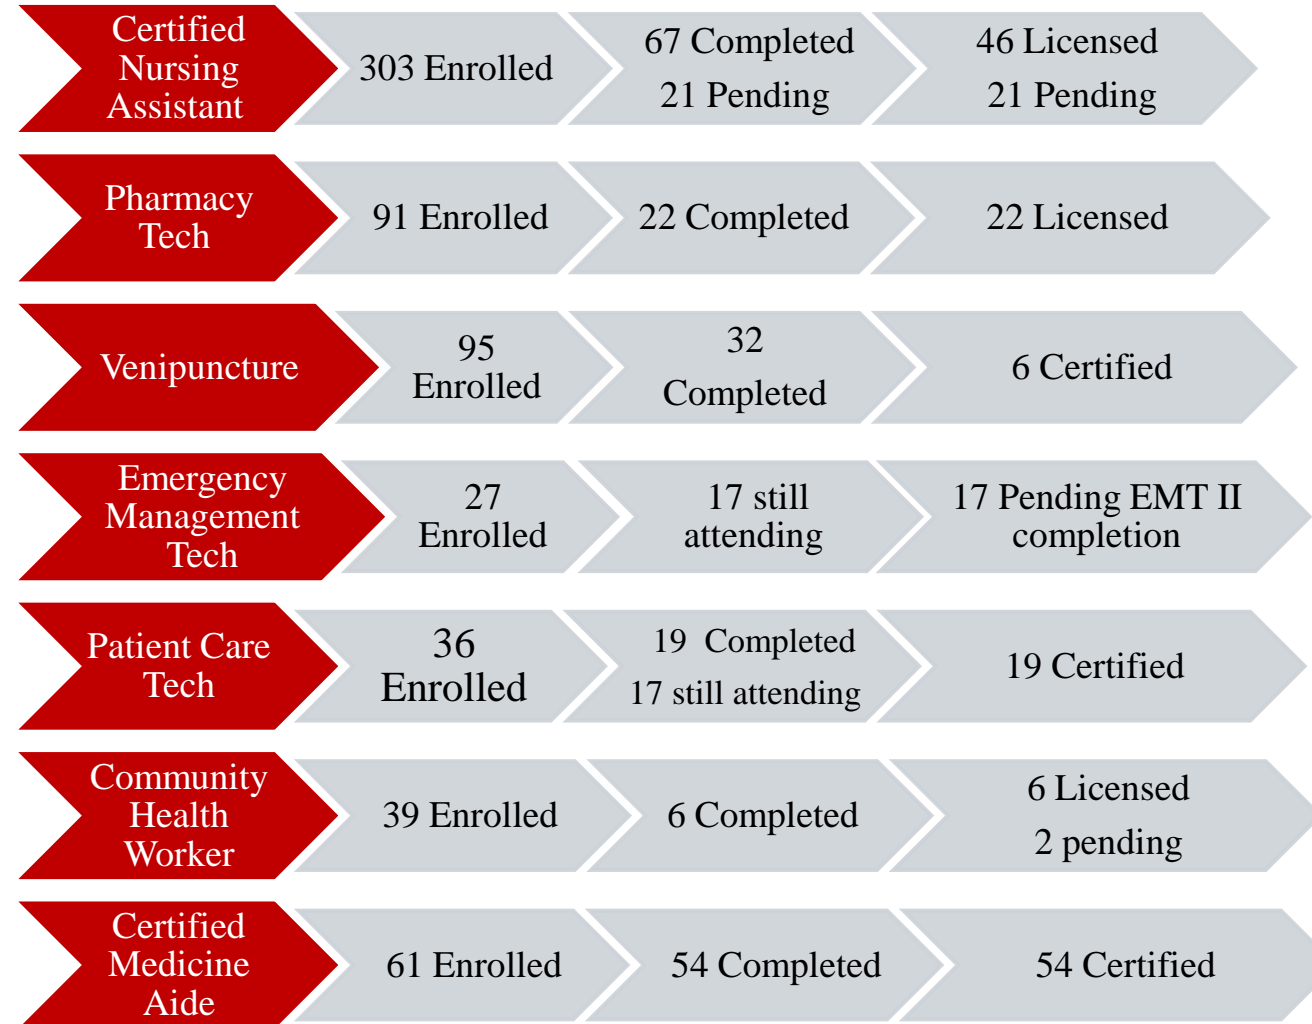 Certified
Nursing
Assistant
303 Enrolled
67 Completed
21 Pending
46 Licensed
21 Pending
Pharmacy
Tech
91 Enrolled
22 Completed
22 Licensed
Venipuncture
95
Enrolled
32
Completed
6 Certified
Emergency
Management
Tech
27
Enrolled
17 still
attending
17 Pending EMT II
completion
Patient Care
Tech
36
Enrolled
19 Completed
17 still attending
19 Certified
Community
Health
Worker
39 Enrolled
6 Completed
6 Licensed
2 pending
Certified
Medicine
Aide
61 Enrolled
54 Completed
54 Certified